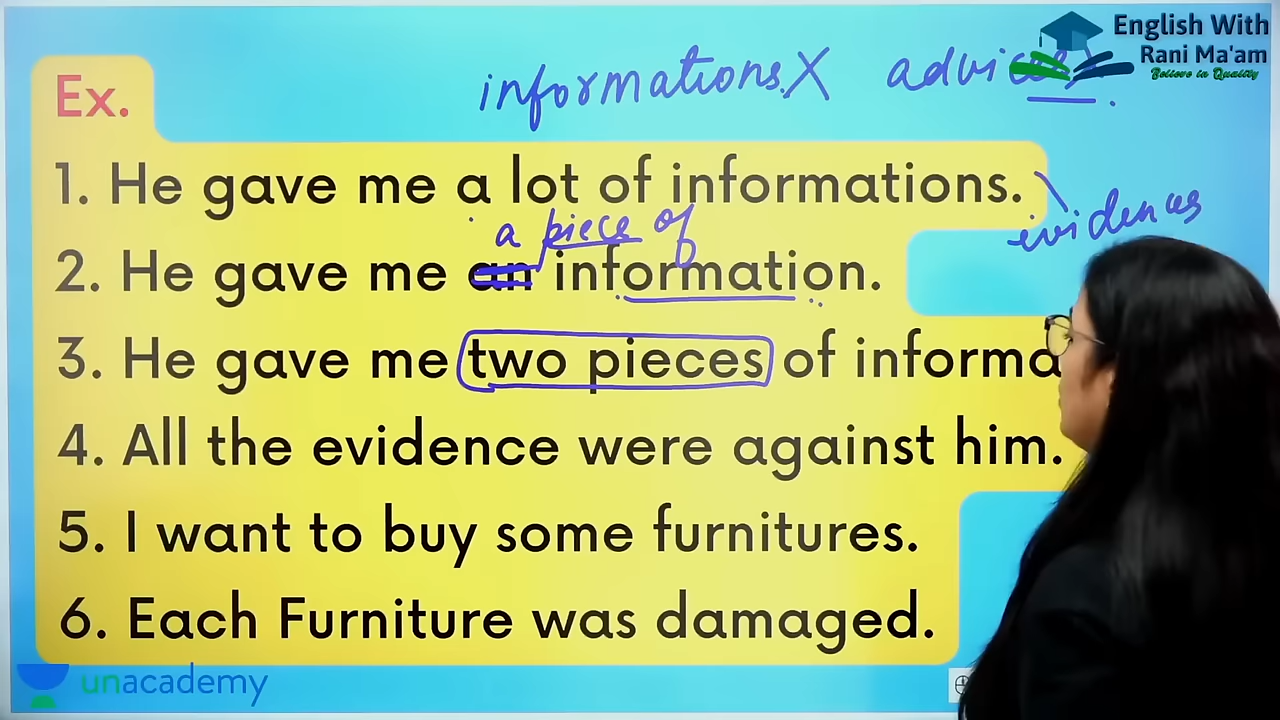 English With
Rani Ma'am
Believe in Quality
Ex.
informations X
1. He gave me a lot of informations.
evidences
a piece of
2. He gave me an information.
3. He gave me two pieces of informa
4. All the evidence were against him.
5. I want to buy some furnitures.
6. Each Furniture was damaged.
unacademy